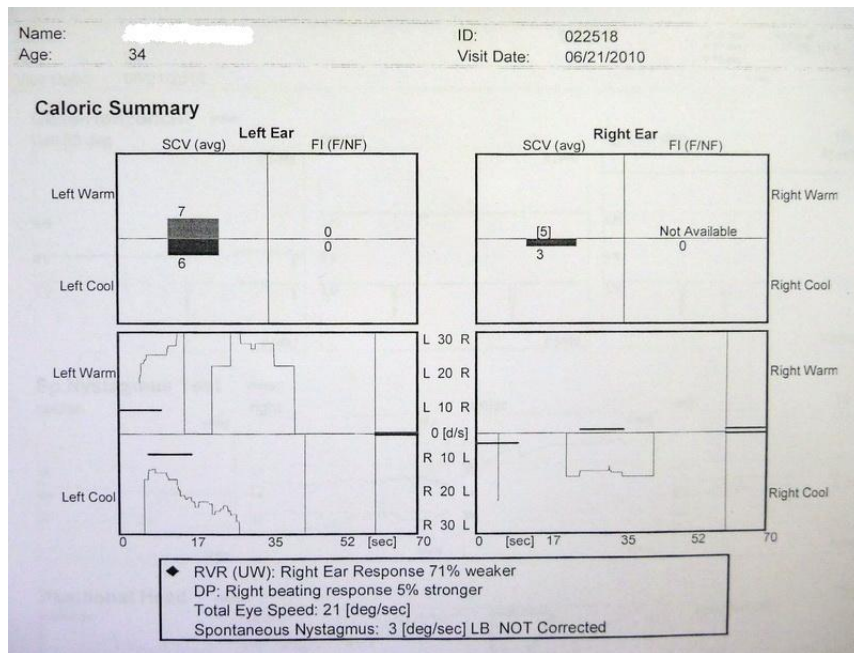 Name:
ID: 022518
Age: 34
Visit Date: 06/21/2010
Caloric Summary
Left Ear
SCV (avg) FI (F/NF)
Right Ear
SCV (avg) FI (F/NF)
Left Warm
7
0
0
6
Left Cool
Right Warm
[5] Not Available
0
3
Right Cool
L 30 R
Left Warm
L 20 R
Right Warm
L 10 R
0 [d/s]
R 10 L
Left Cool
R 20 L
Right Cool
R 30 L
0 17 35 52 [sec] 70
0 [sec] 17 35 52 70
◆ RVR (UW): Right Ear Response 71% weaker
DP: Right beating response 5% stronger
Total Eye Speed: 21 [deg/sec]
Spontaneous Nystagmus: 3 [deg/sec] LB NOT Corrected